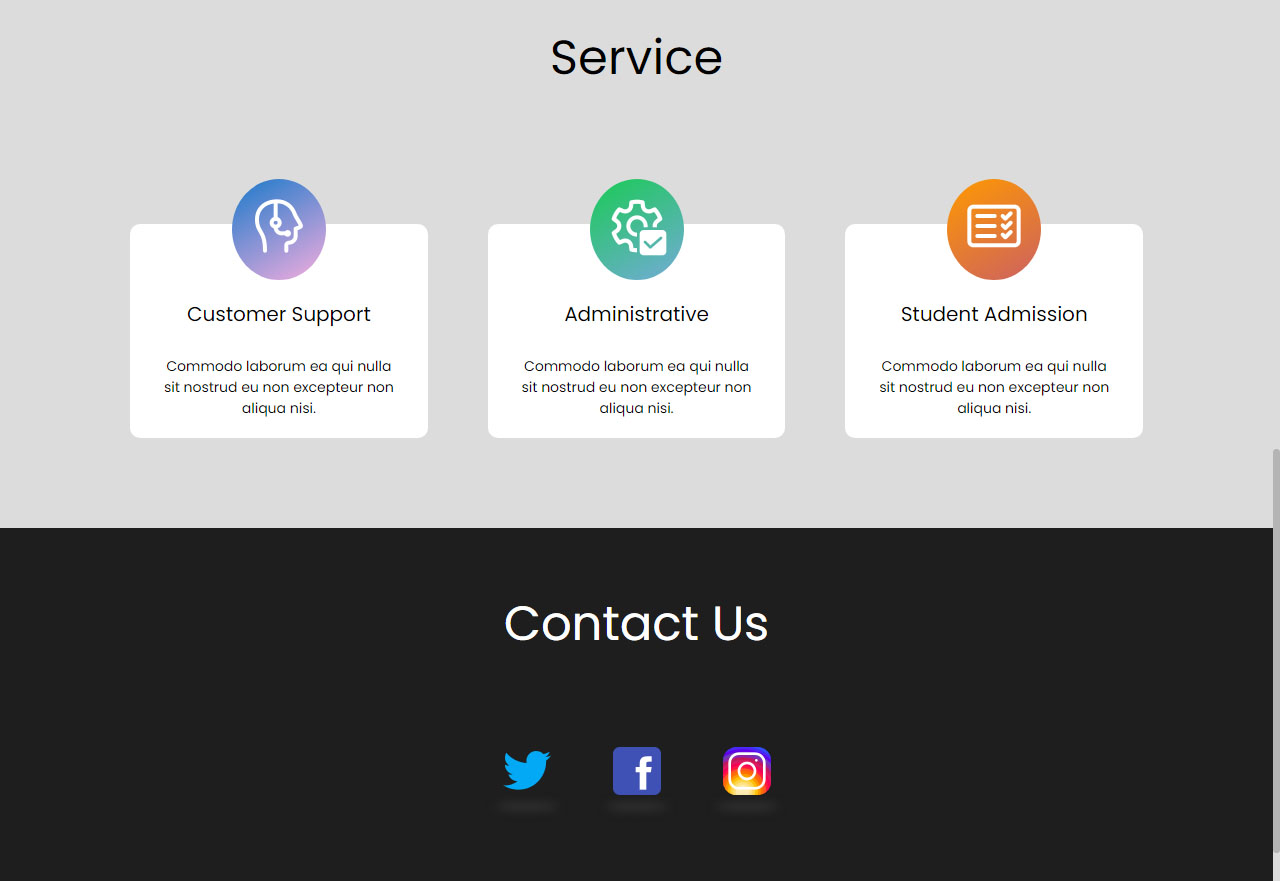 Service
Customer Support
Commodo laborum ea qui nulla
sit nostrud eu non excepteur non
aliqua nisi.
Administrative
Commodo laborum ea qui nulla
sit nostrud eu non excepteur non
aliqua nisi.
Student Admission
Commodo laborum ea qui nulla
sit nostrud eu non excepteur non
aliqua nisi.
Contact Us